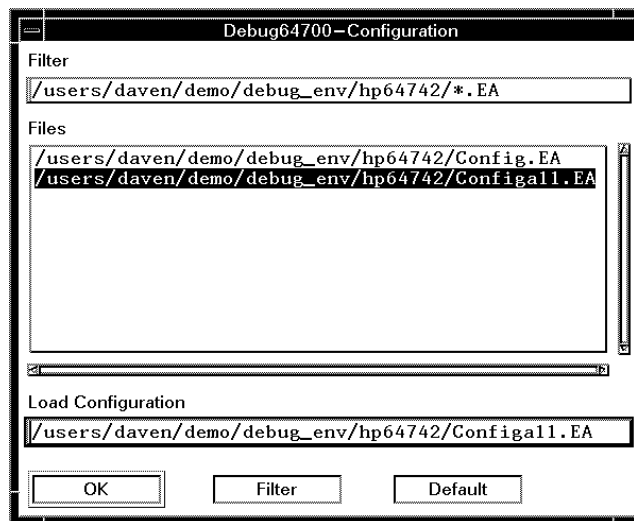 Debug64700-Configuration
Filter
/users/daven/demo/debug_env/hp64742/*.EA
Files
/users/daven/demo/debug_env/hp64742/Config.EA
/users/daven/demo/debug_env/hp64742/Configall.EA
Load Configuration
/users/daven/demo/debug_env/hp64742/Configall.EA
OK Filter Default